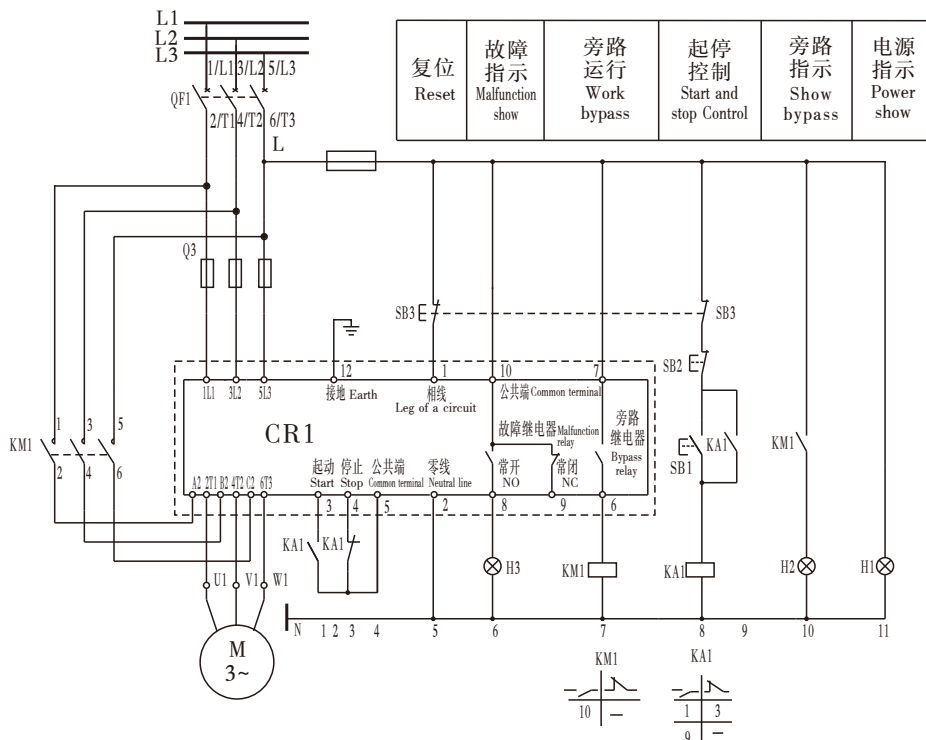 L1
L2
L3
1/L1 3/L2 5/L3
QF1
2/T1 4/T2 6/T3
L
复位
Reset
故障
指示
Malfunction
show
旁路
运行
Work
bypass
起停
控制
Start and
stop Control
旁路
指示
Show
bypass
电源
指示
Power
show
Q3
SB3
SB3
SB2
12
1
10
7
1L1 3L2 5L3
接地 Earth
相线
Leg of a circuit
公共端 Common terminal
CR1
故障继电器 Malfunction
relay
旁路
继电器
Bypass
relay
KM1
1 3 5
2 4 6
SB1
KA1
KM1
起动
Start
停止
Stop
公共端
Common terminal
零线
Neutral line
常开
NO
常闭
NC
A2 2T1 B2 4T2 C2 6T3
3 4 5 2 8 9 6
KA1
KA1
H3
KM1
KA1
H2
H1
U1 V1 W1
M
3~
N 1 2 3 4 5 6 7 8 9 10 11
KM1
10 —
KA1
1 3
9 —